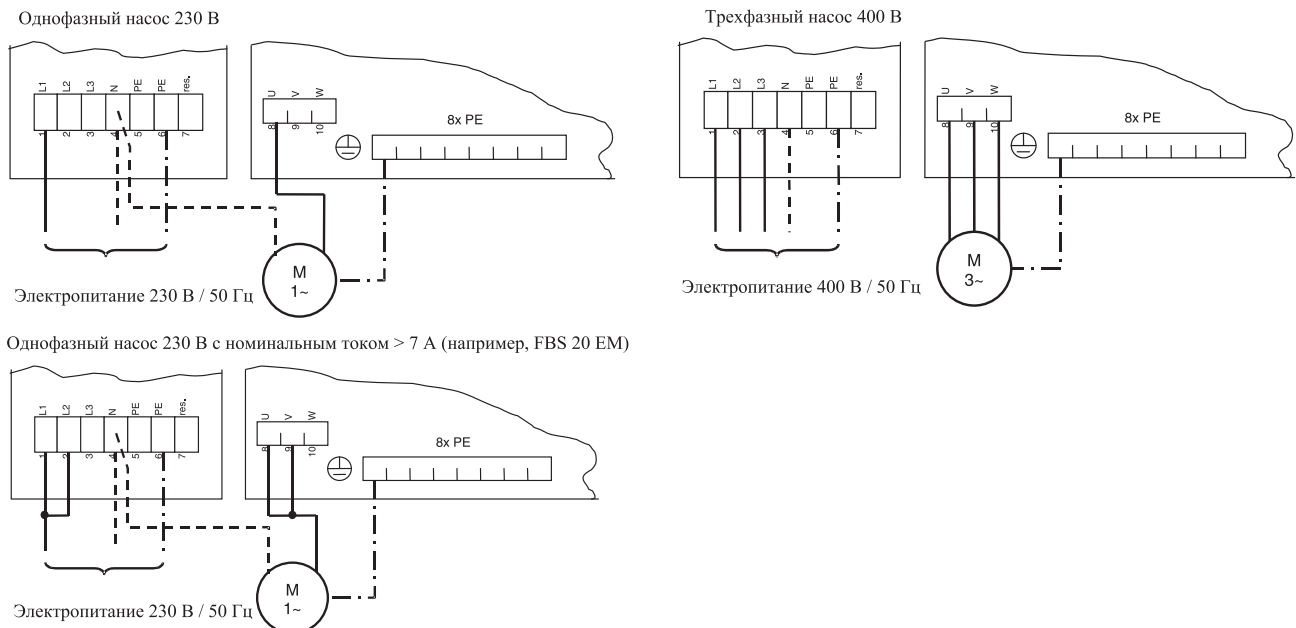 Однофазный насос 230 В
L1 L2 L3 N PE PE res.
1 2 3 4 5 6 7
U V W
8 9 10
8x PE
M
1~
Электропитание 230 В / 50 Гц
Трехфазный насос 400 В
L1 L2 L3 N PE PE res.
1 2 3 4 5 6 7
U V W
8 9 10
8x PE
M
3~
Электропитание 400 В / 50 Гц
Однофазный насос 230 В с номинальным током > 7 А (например, FBS 20 EM)
L1 L2 L3 N PE PE res.
1 2 3 4 5 6 7
U V W
8 9 10
8x PE
M
1~
Электропитание 230 В / 50 Гц